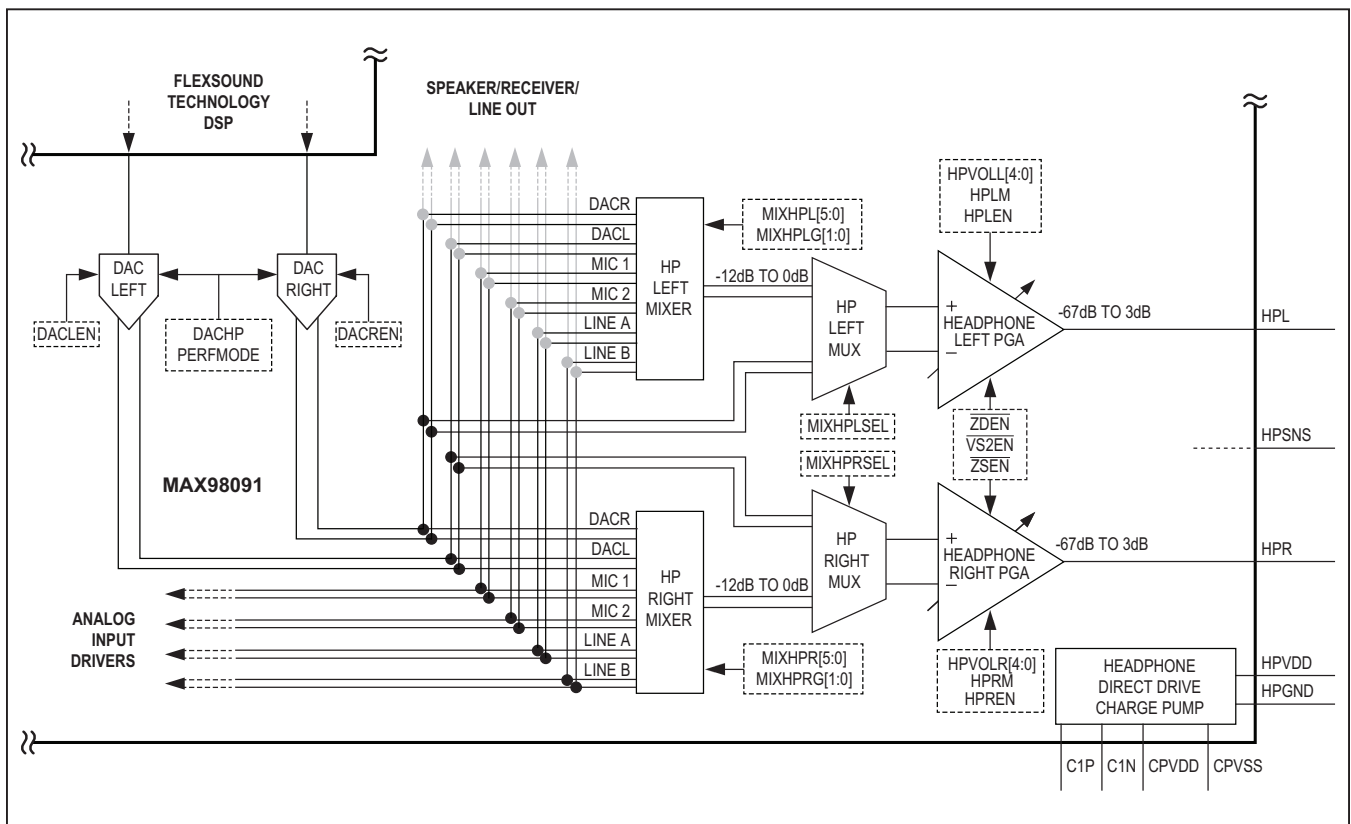 FLEXSOUND
TECHNOLOGY
DSP
SPEAKER/RECEIVER/
LINE OUT
DAC
LEFT
DAC
RIGHT
DACLEN
DACHP
PERFMODE
DACREN
DACR
DACL
MIC 1
MIC 2
LINE A
LINE B
HP
LEFT
MIXER
MIXHPL[5:0]
MIXHPLG[1:0]
-12dB TO 0dB
HP
LEFT
MUX
MIXHPLSEL
HPVOLL[4:0]
HPLM
HPLEN
+
HEADPHONE
LEFT PGA
−
-67dB TO 3dB
HPL
ZDEN
VS2EN
ZSEN
HPSNS
MAX98091
MIXHPRSEL
DACR
DACL
MIC 1
MIC 2
LINE A
LINE B
HP
RIGHT
MIXER
-12dB TO 0dB
MIXHPR[5:0]
MIXHPRG[1:0]
HP
RIGHT
MUX
+
HEADPHONE
RIGHT PGA
−
-67dB TO 3dB
HPR
HPVOLR[4:0]
HPRM
HPREN
ANALOG
INPUT
DRIVERS
HEADPHONE
DIRECT DRIVE
CHARGE PUMP
HPVDD
HPGND
C1P
C1N
CPVDD
CPVSS